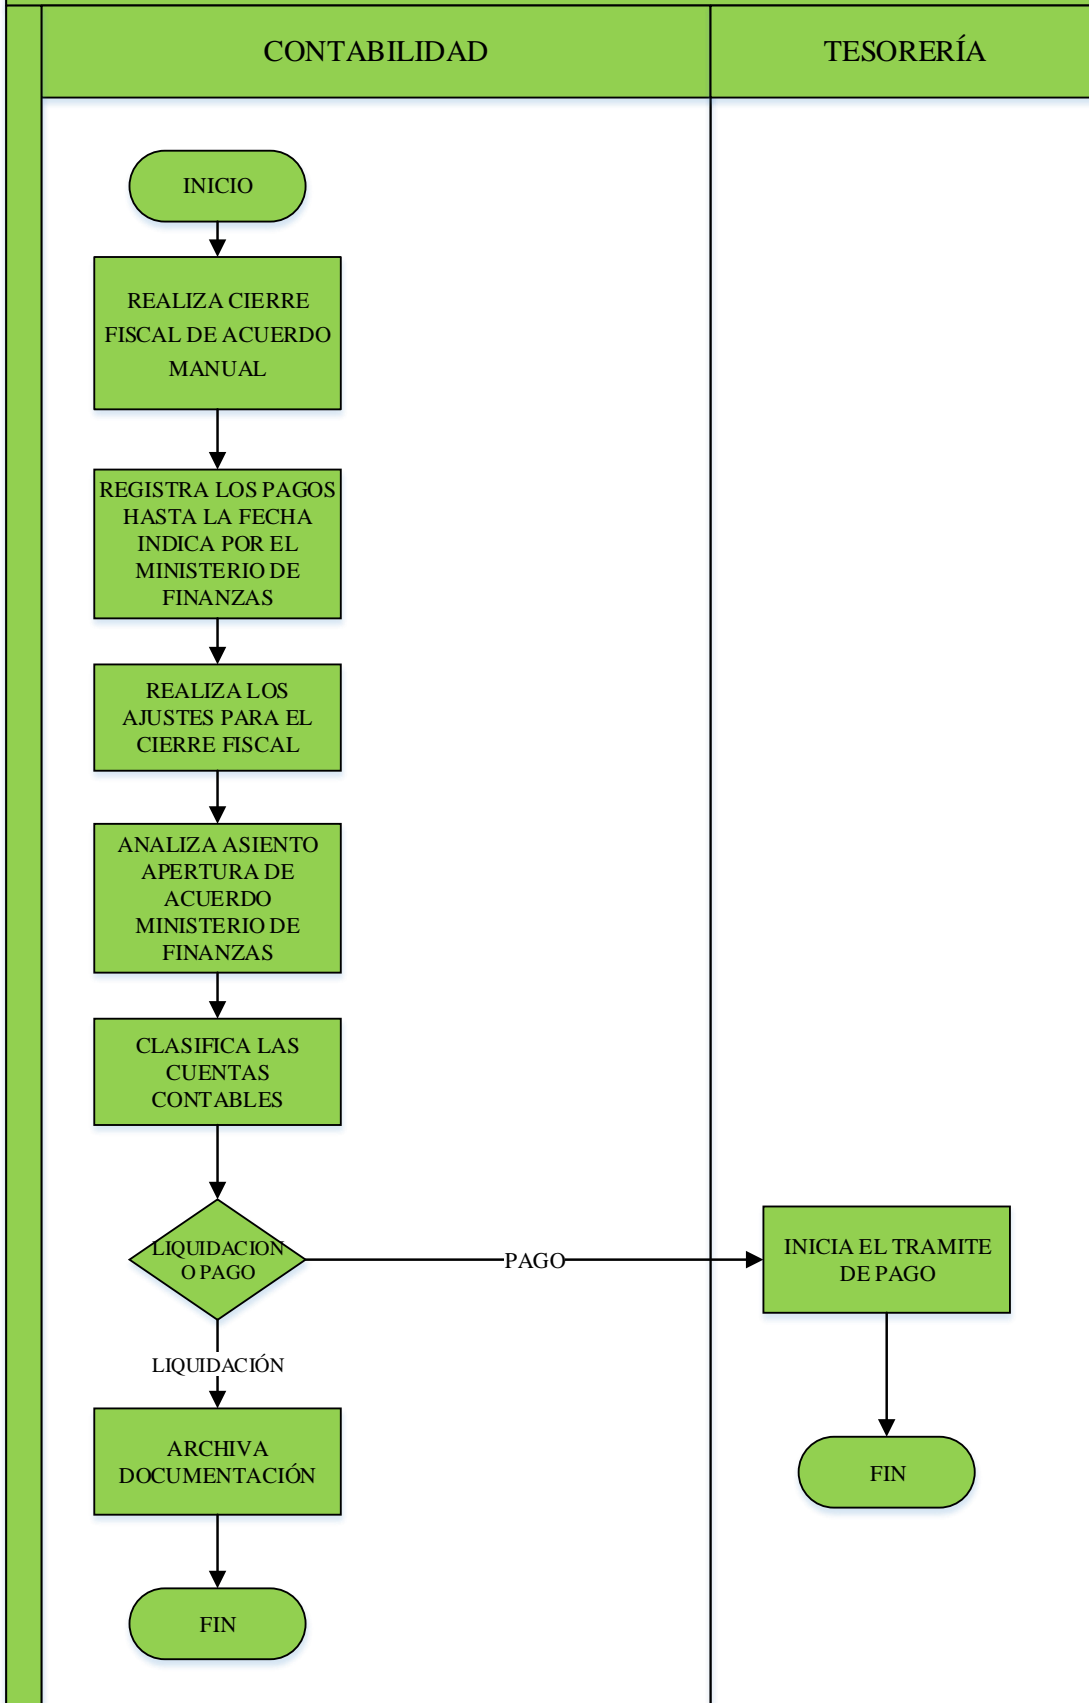 CONTABILIDAD
TESORERÍA
INICIO
REALIZA CIERRE
FISCAL DE ACUERDO
MANUAL
REGISTRA LOS PAGOS
HASTA LA FECHA
INDICA POR EL
MINISTERIO DE
FINANZAS
REALIZA LOS
AJUSTES PARA EL
CIERRE FISCAL
ANALIZA ASIENTO
APERTURA DE
ACUERDO
MINISTERIO DE
FINANZAS
CLASIFICA LAS
CUENTAS
CONTABLES
LIQUIDACION
O PAGO
PAGO
INICIA EL TRAMITE
DE PAGO
LIQUIDACIÓN
ARCHIVA
DOCUMENTACIÓN
FIN
FIN